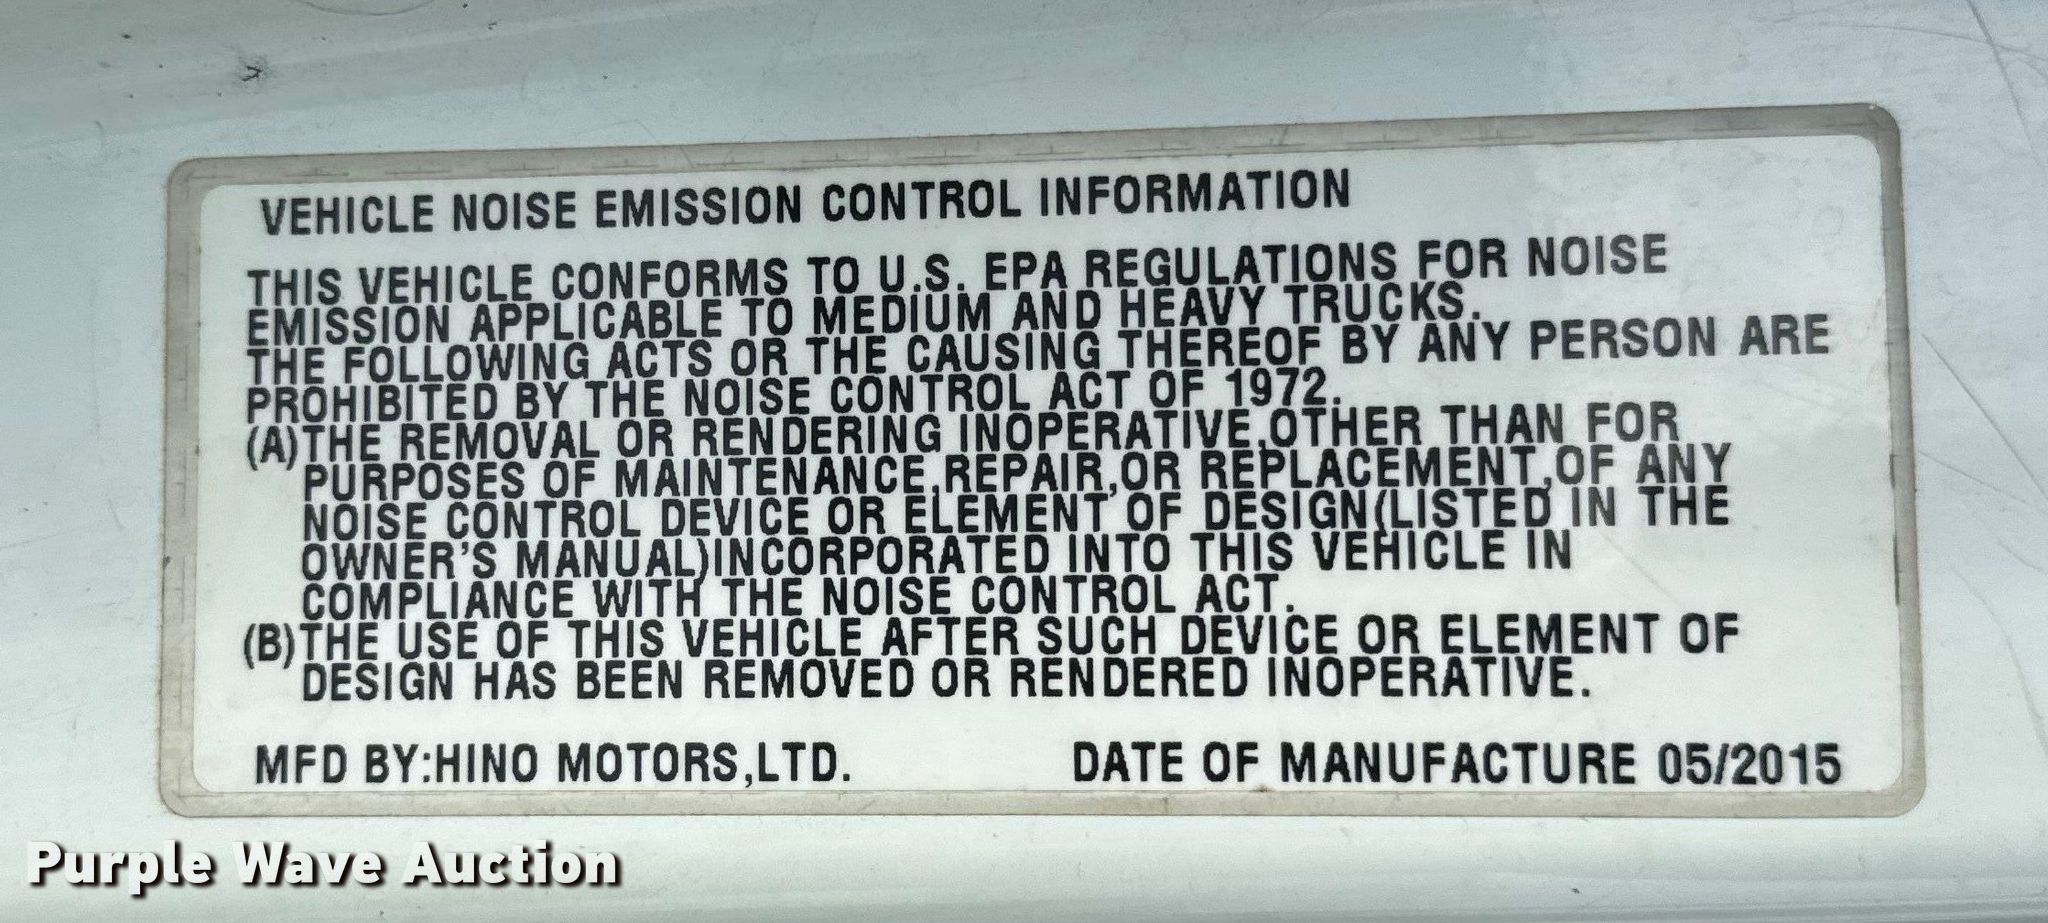 VEHICLE NOISE EMISSION CONTROL INFORMATION
THIS VEHICLE CONFORMS TO U.S. EPA REGULATIONS FOR NOISE
EMISSION APPLICABLE TO MEDIUM AND HEAVY TRUCKS.
THE FOLLOWING ACTS OR THE CAUSING THEREOF BY ANY PERSON ARE
PROHIBITED BY THE NOISE CONTROL ACT OF 1972.
(A)THE REMOVAL OR RENDERING INOPERATIVE,OTHER THAN FOR
PURPOSES OF MAINTENANCE,REPAIR,OR REPLACEMENT,OF ANY
NOISE CONTROL DEVICE OR ELEMENT OF DESIGN(LISTED IN THE
OWNER'S MANUAL)INCORPORATED INTO THIS VEHICLE IN
COMPLIANCE WITH THE NOISE CONTROL ACT.
(B)THE USE OF THIS VEHICLE AFTER SUCH DEVICE OR ELEMENT OF
DESIGN HAS BEEN REMOVED OR RENDERED INOPERATIVE.
MFD BY:HINO MOTORS,LTD. DATE OF MANUFACTURE 05/2015
Purple Wave Auction